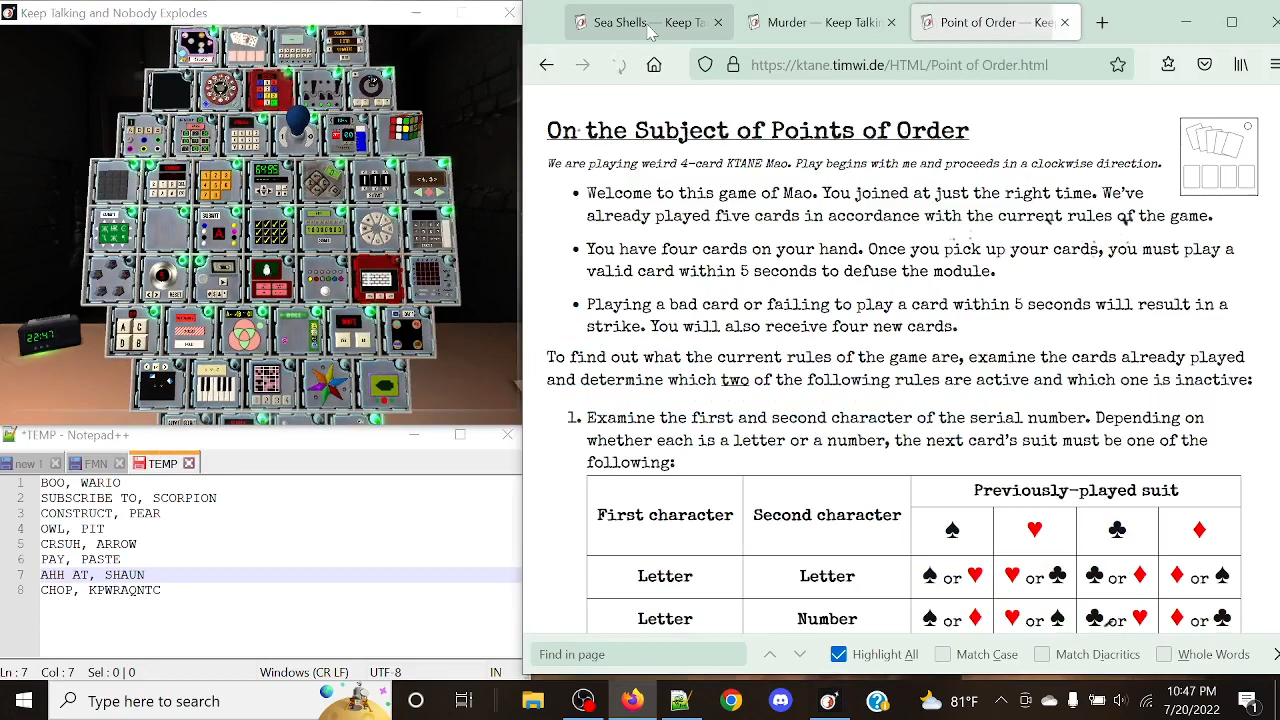 Keep Talking and Nobody Explodes
22:47
*TEMP - Notepad++
new 1
FMN
TEMP
1 BOO, WARIO
2 SUBSCRIBE TO, SCORPION
3 CONSTRUCT, PEAR
4 OWL, PIT
5 CRSUH, ARROW
6 PAY, PASTE
7 AHH AT, SHAUN
8 CHOP, KPWRAQNTC
Ln : 7 Col : 7 Sel : 0 | 0
Windows (CR LF)
UTF-8
IN
Sea Shells — Keep Ta
Murder — Keep Talkin
Point of Order — Kee
https://ktane.timwi.de/HTML/Point of Order.html
On the Subject of Points of Order
We are playing weird 4-card KTANE Mao. Play begins with me and proceeds in a clockwise direction.
• Welcome to this game of Mao. You joined at just the right time. We’ve
already played five cards in accordance with the current rules of the game.
• You have four cards on your hand. Once you pick up your cards, you must play a
valid card within 5 seconds to defuse the module.
• Playing a bad card or failing to play a card within 5 seconds will result in a
strike. You will also receive four new cards.
To find out what the current rules of the game are, examine the cards already played
and determine which two of the following rules are active and which one is inactive:
1. Examine the first and second character of the serial number. Depending on
whether each is a letter or a number, the next card’s suit must be one of the
following:
First character
Second character
Previously-played suit
♠ ♥ ♣ ♦
Letter Letter ♠ or ♥ ♥ or ♣ ♣ or ♦ ♦ or ♠
Letter Number ♠ or ♦ ♥ or ♠ ♣ or ♥ ♦ or ♣
Find in page
Highlight All
Match Case
Match Diacritics
Whole Words
Type here to search
81°F
10:47 PM
7/20/2022